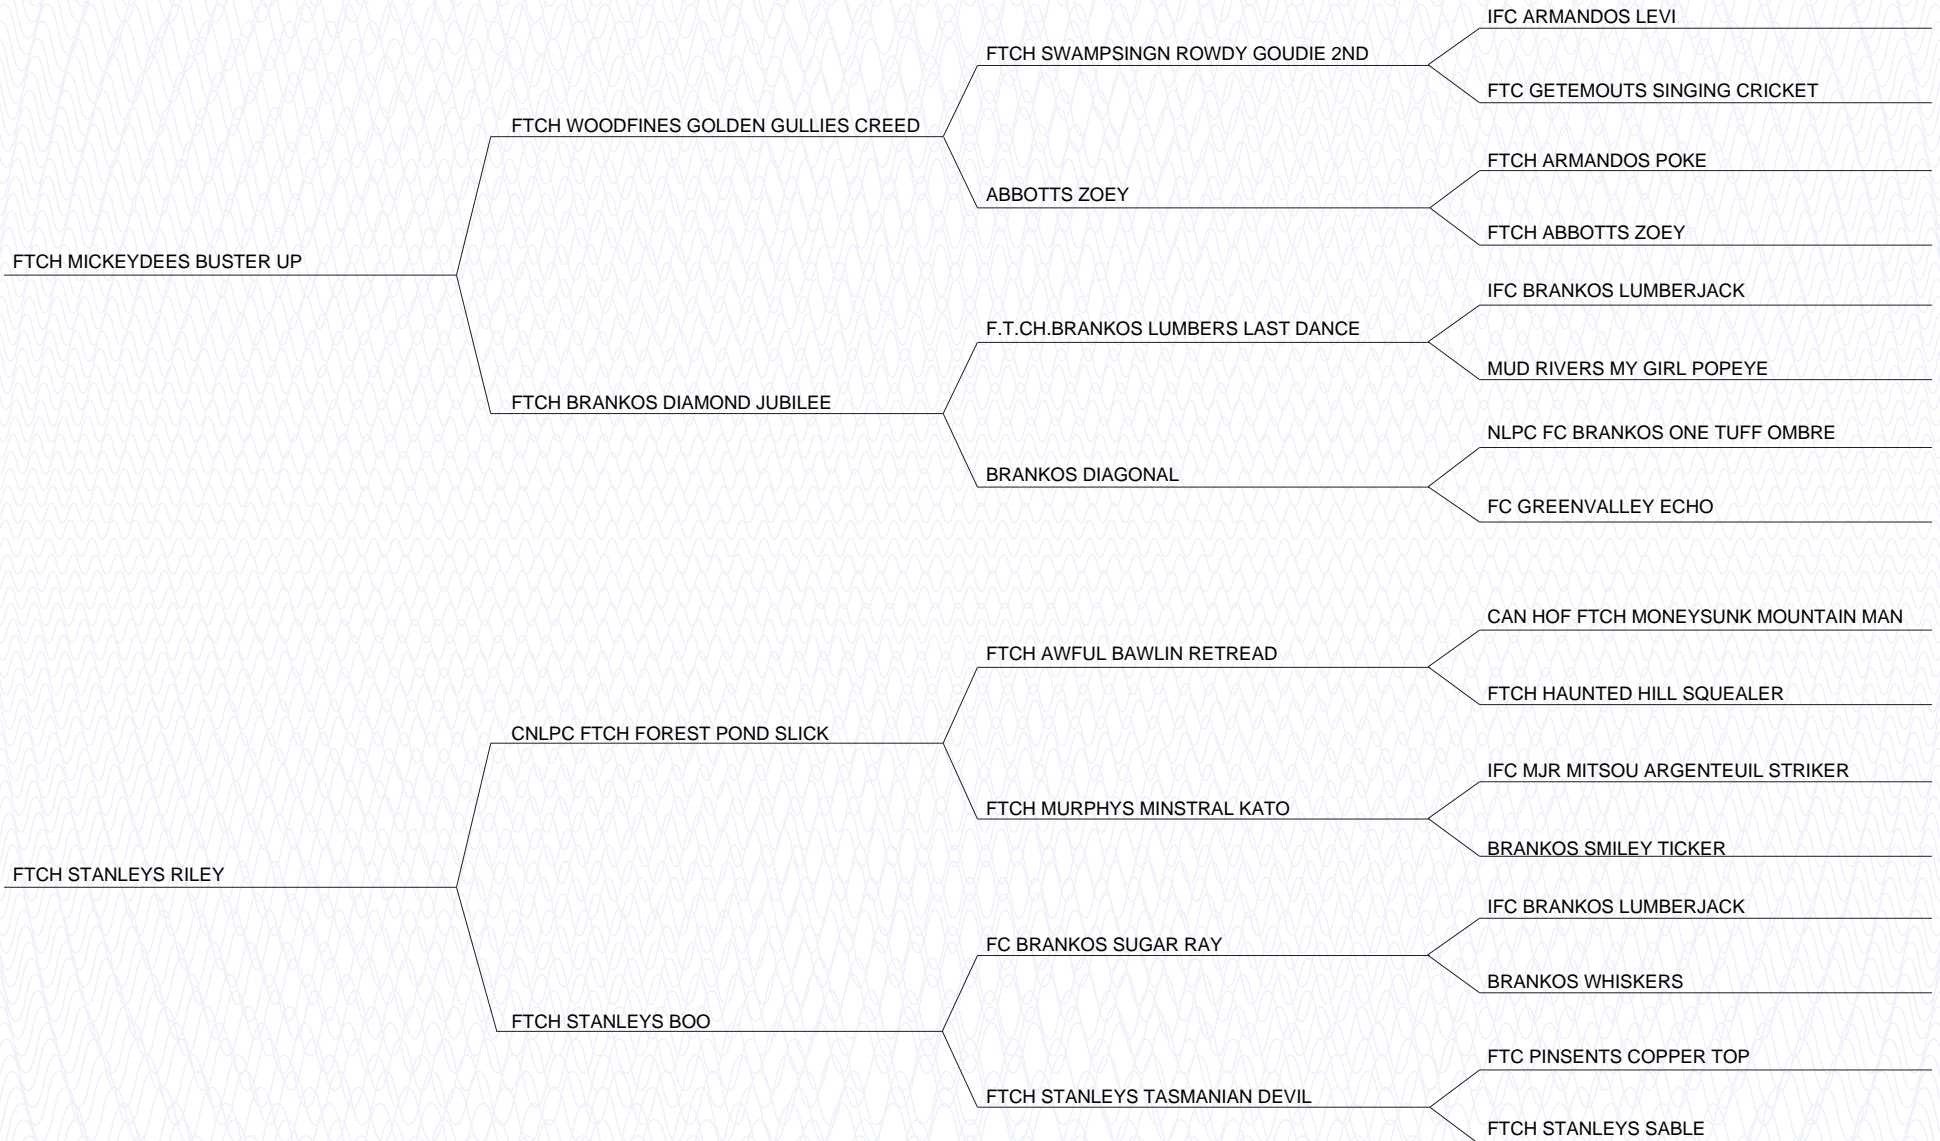 IFC ARMANDOS LEVI
FTCH SWAMPSINGN ROWDY GOUDIE 2ND
FTC GETEMOUTS SINGING CRICKET
FTCH WOODFINES GOLDEN GULLIES CREED
FTCH ARMANDOS POKE
ABBOTTS ZOEY
FTCH ABBOTTS ZOEY
FTCH MICKEYDEES BUSTER UP
IFC BRANKOS LUMBERJACK
F.T.CH.BRANKOS LUMBERS LAST DANCE
MUD RIVERS MY GIRL POPEYE
FTCH BRANKOS DIAMOND JUBILEE
NLPC FC BRANKOS ONE TUFF OMBRE
BRANKOS DIAGONAL
FC GREENVALLEY ECHO
CAN HOF FTCH MONEYSUNK MOUNTAIN MAN
FTCH AWFUL BAWLIN RETREAD
FTCH HAUNTED HILL SQUEALER
CNLPC FTCH FOREST POND SLICK
IFC MJR MITSOU ARGENTEUIL STRIKER
FTCH MURPHYS MINSTRAL KATO
BRANKOS SMILEY TICKER
FTCH STANLEYS RILEY
IFC BRANKOS LUMBERJACK
FC BRANKOS SUGAR RAY
BRANKOS WHISKERS
FTCH STANLEYS BOO
FTC PINSENTS COPPER TOP
FTCH STANLEYS TASMANIAN DEVIL
FTCH STANLEYS SABLE